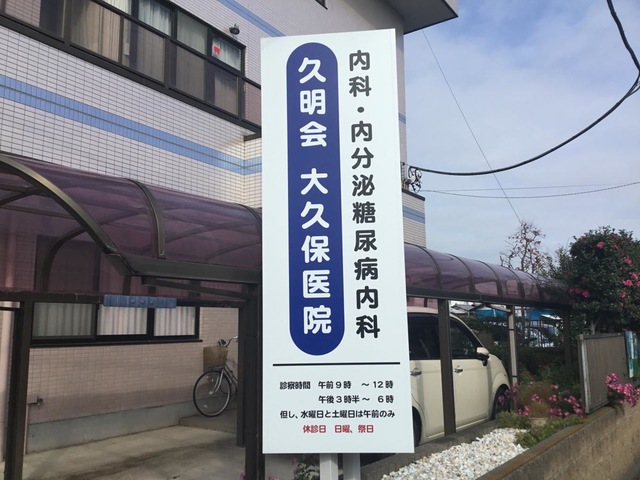 内科・内分泌糖尿病内科
久明会 大久保医院
診察時間 午前9時 ～12時
午後3時半～ 6時
但し、水曜日と土曜日は午前のみ
休診日 日曜、祭日